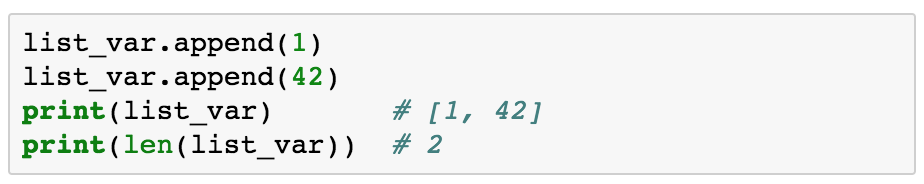 list_var.append(1)
list_var.append(42)
print(list_var)       # [1, 42]
print(len(list_var))  # 2